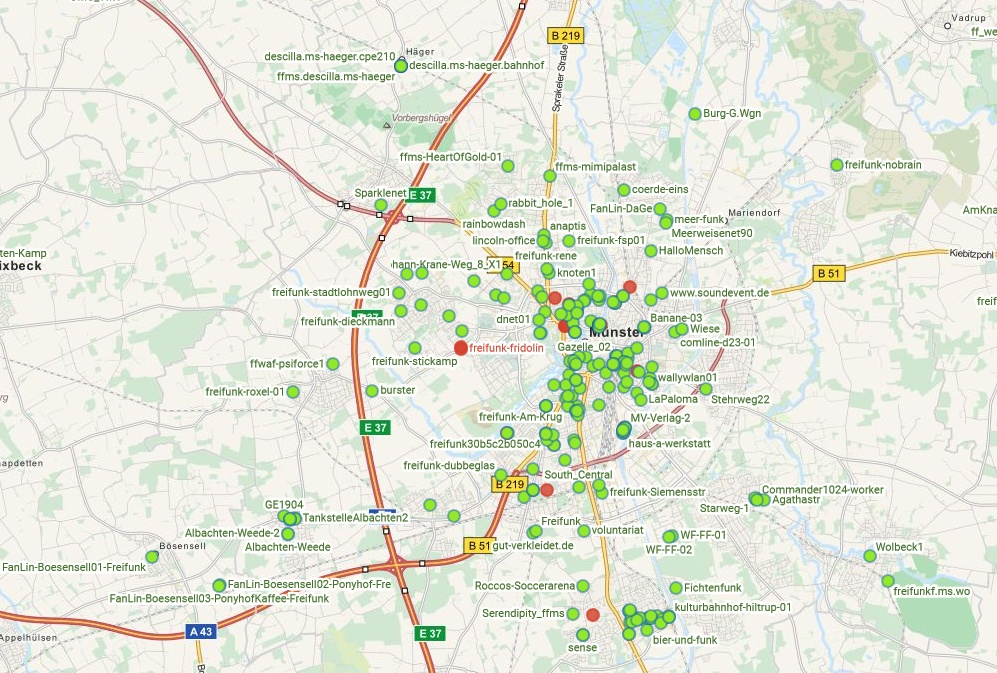 Vadrup
ff_we
B 219
Sprakeler Straße
Häger
descilla.ms-haeger.cpe210
descilla.ms-haeger.bahnhof
ffms.descilla.ms-haeger
Vorbergshügel
Burg-G.Wgn
ffms-HeartOfGold-01
ffms-mimipalast
freifunk-nobrain
Sparklenet
E 37
coerde-eins
rabbit_hole_1
FanLin-DaGe
Mariendorf
AmKna
rainbowdash
anaptis
meer-funky
Meerweisenet90
lincoln-office
freifunk-fsp01
HalloMensch
ten-Kamp
ixbeck
freifunk-rene
Kiebitzpohl
hann-Krane-Weg_8_X1
54
knoten1
B 51
freifunk-stadtlohnweg01
www.soundevent.de
freif
freifunk-dieckmann
dnet01
Banane-03
Münster
Wiese
comline-d23-01
freifunk-fridolin
Gazelle_02
freifunk-stickamp
ffwaf-psiforce1
wallywlan01
freifunk-roxel-01
burster
LaPaloma
Stehrweg22
freifunk-Am-Krug
MV-Verlag-2
E 37
freifunk30b5c2b050c4
haus-a-werkstatt
apdetten
freifunk-dubbeglas
South_Central
B 219
freifunk-Siemensstr
Commander1024-worker
Agathastr
Starweg-1
GE1904
TankstelleAlbachten2
Albachten-Weede-2
Albachten-Weede
Freifunk
voluntariat
WF-FF-01
WF-FF-02
B 51
gut-verkleidet.de
Bösensell
FanLin-Boesensell01-Freifunk
Wolbeck1
FanLin-Boesensell02-Ponyhof-Fre
FanLin-Boesensell03-PonyhofKaffee-Freifunk
Roccos-Soccerarena
Fichtenfunk
freifunkf.ms.wo
Serendipity_ffms
kulturbahnhof-hiltrup-01
A 43
E 37
Appelhülsen
sense
bier-und-funk